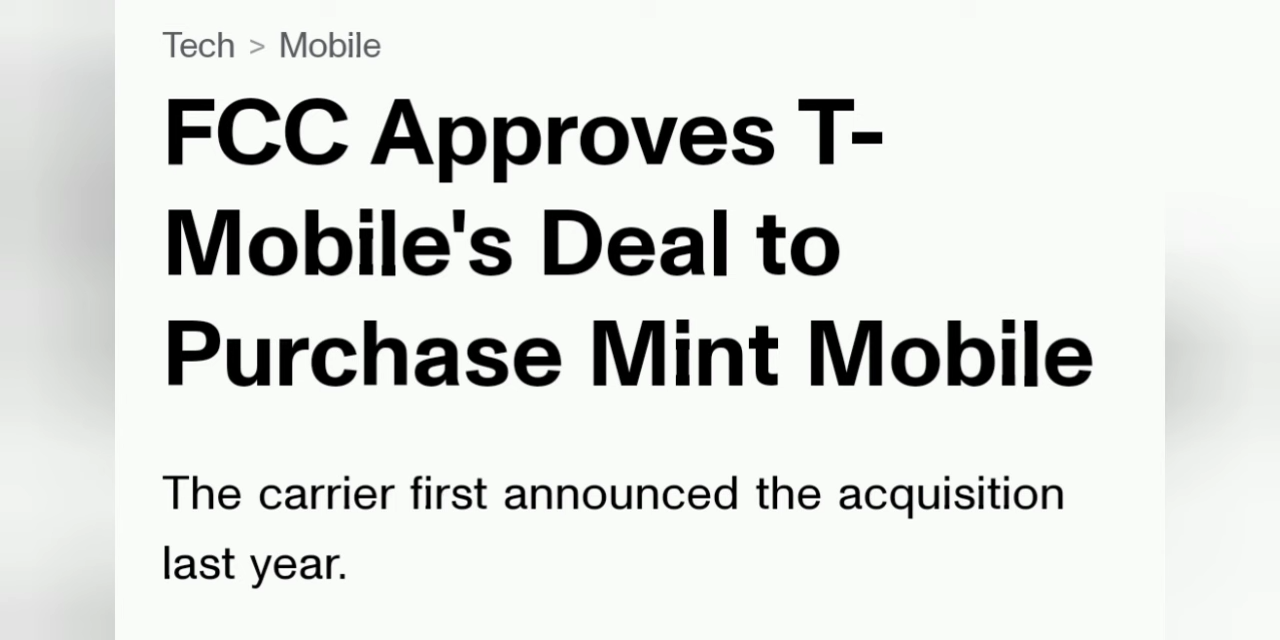 Tech > Mobile
FCC Approves T-
Mobile's Deal to
Purchase Mint Mobile
The carrier first announced the acquisition
last year.